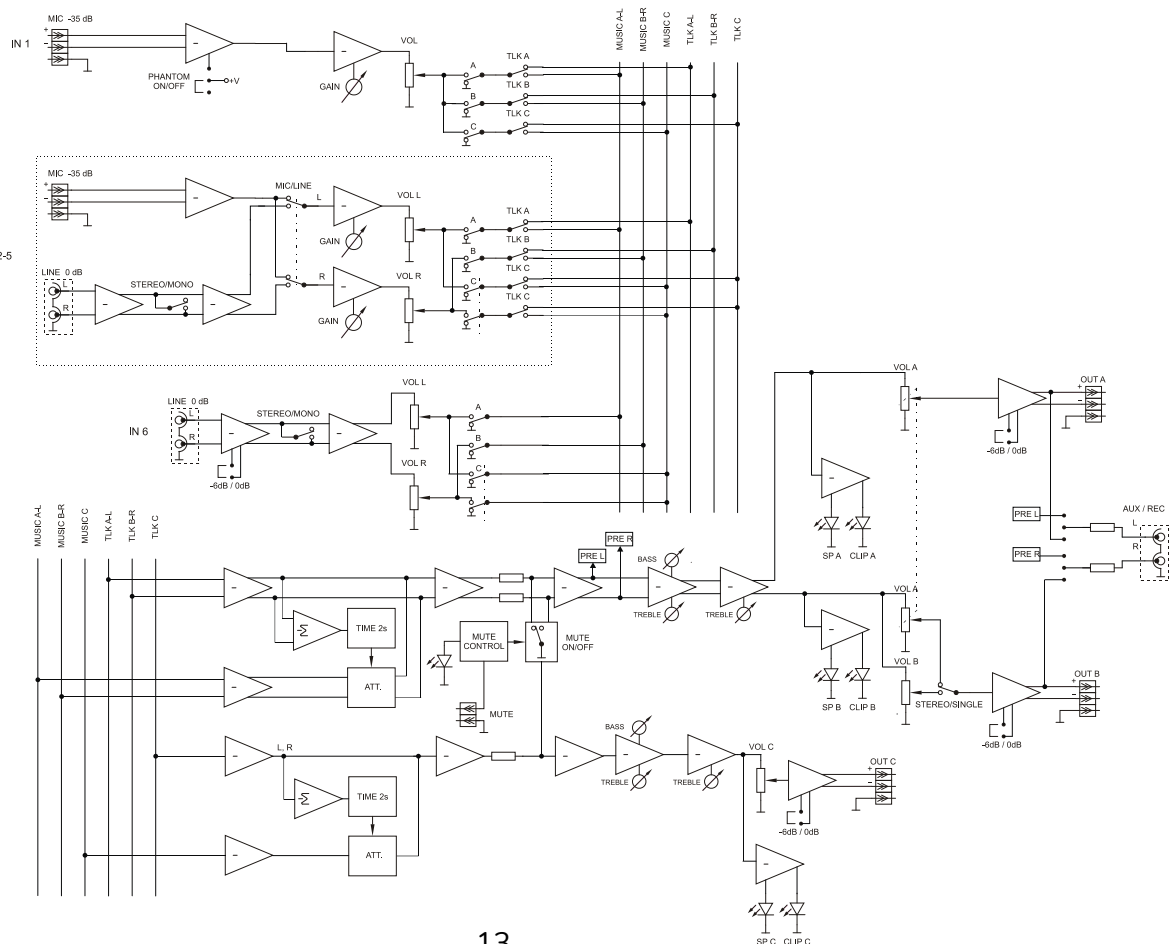 MIC -35 dB
IN 1
+
-
PHANTOM
ON/OFF
+V
GAIN
VOL
A
B
C
TLK A
TLK B
TLK C
MUSIC A-L
MUSIC B-R
MUSIC C
TLK A-L
TLK B-R
TLK C
MIC -35 dB
+
-
2-5
LINE 0 dB
L
R
STEREO/MONO
MIC/LINE
L
R
GAIN
GAIN
VOL L
VOL R
A
B
C
TLK A
TLK B
TLK C
TLK C
IN 6
LINE 0 dB
L
R
STEREO/MONO
-6dB / 0dB
VOL L
VOL R
A
B
C
MUSIC A-L
MUSIC B-R
MUSIC C
TLK A-L
TLK B-R
TLK C
Σ
TIME 2s
ATT.
MUTE
CONTROL
MUTE
ON/OFF
MUTE
PRE L
PRE R
BASS
TREBLE
TREBLE
VOL A
SP A
CLIP A
-6dB / 0dB
OUT A
+
-
PRE L
PRE R
AUX / REC
L
R
VOL A
VOL B
SP B
CLIP B
STEREO/SINGLE
-6dB / 0dB
OUT B
+
-
L, R
Σ
TIME 2s
ATT.
BASS
TREBLE
TREBLE
VOL C
-6dB / 0dB
OUT C
+
-
SP C
CLIP C
13